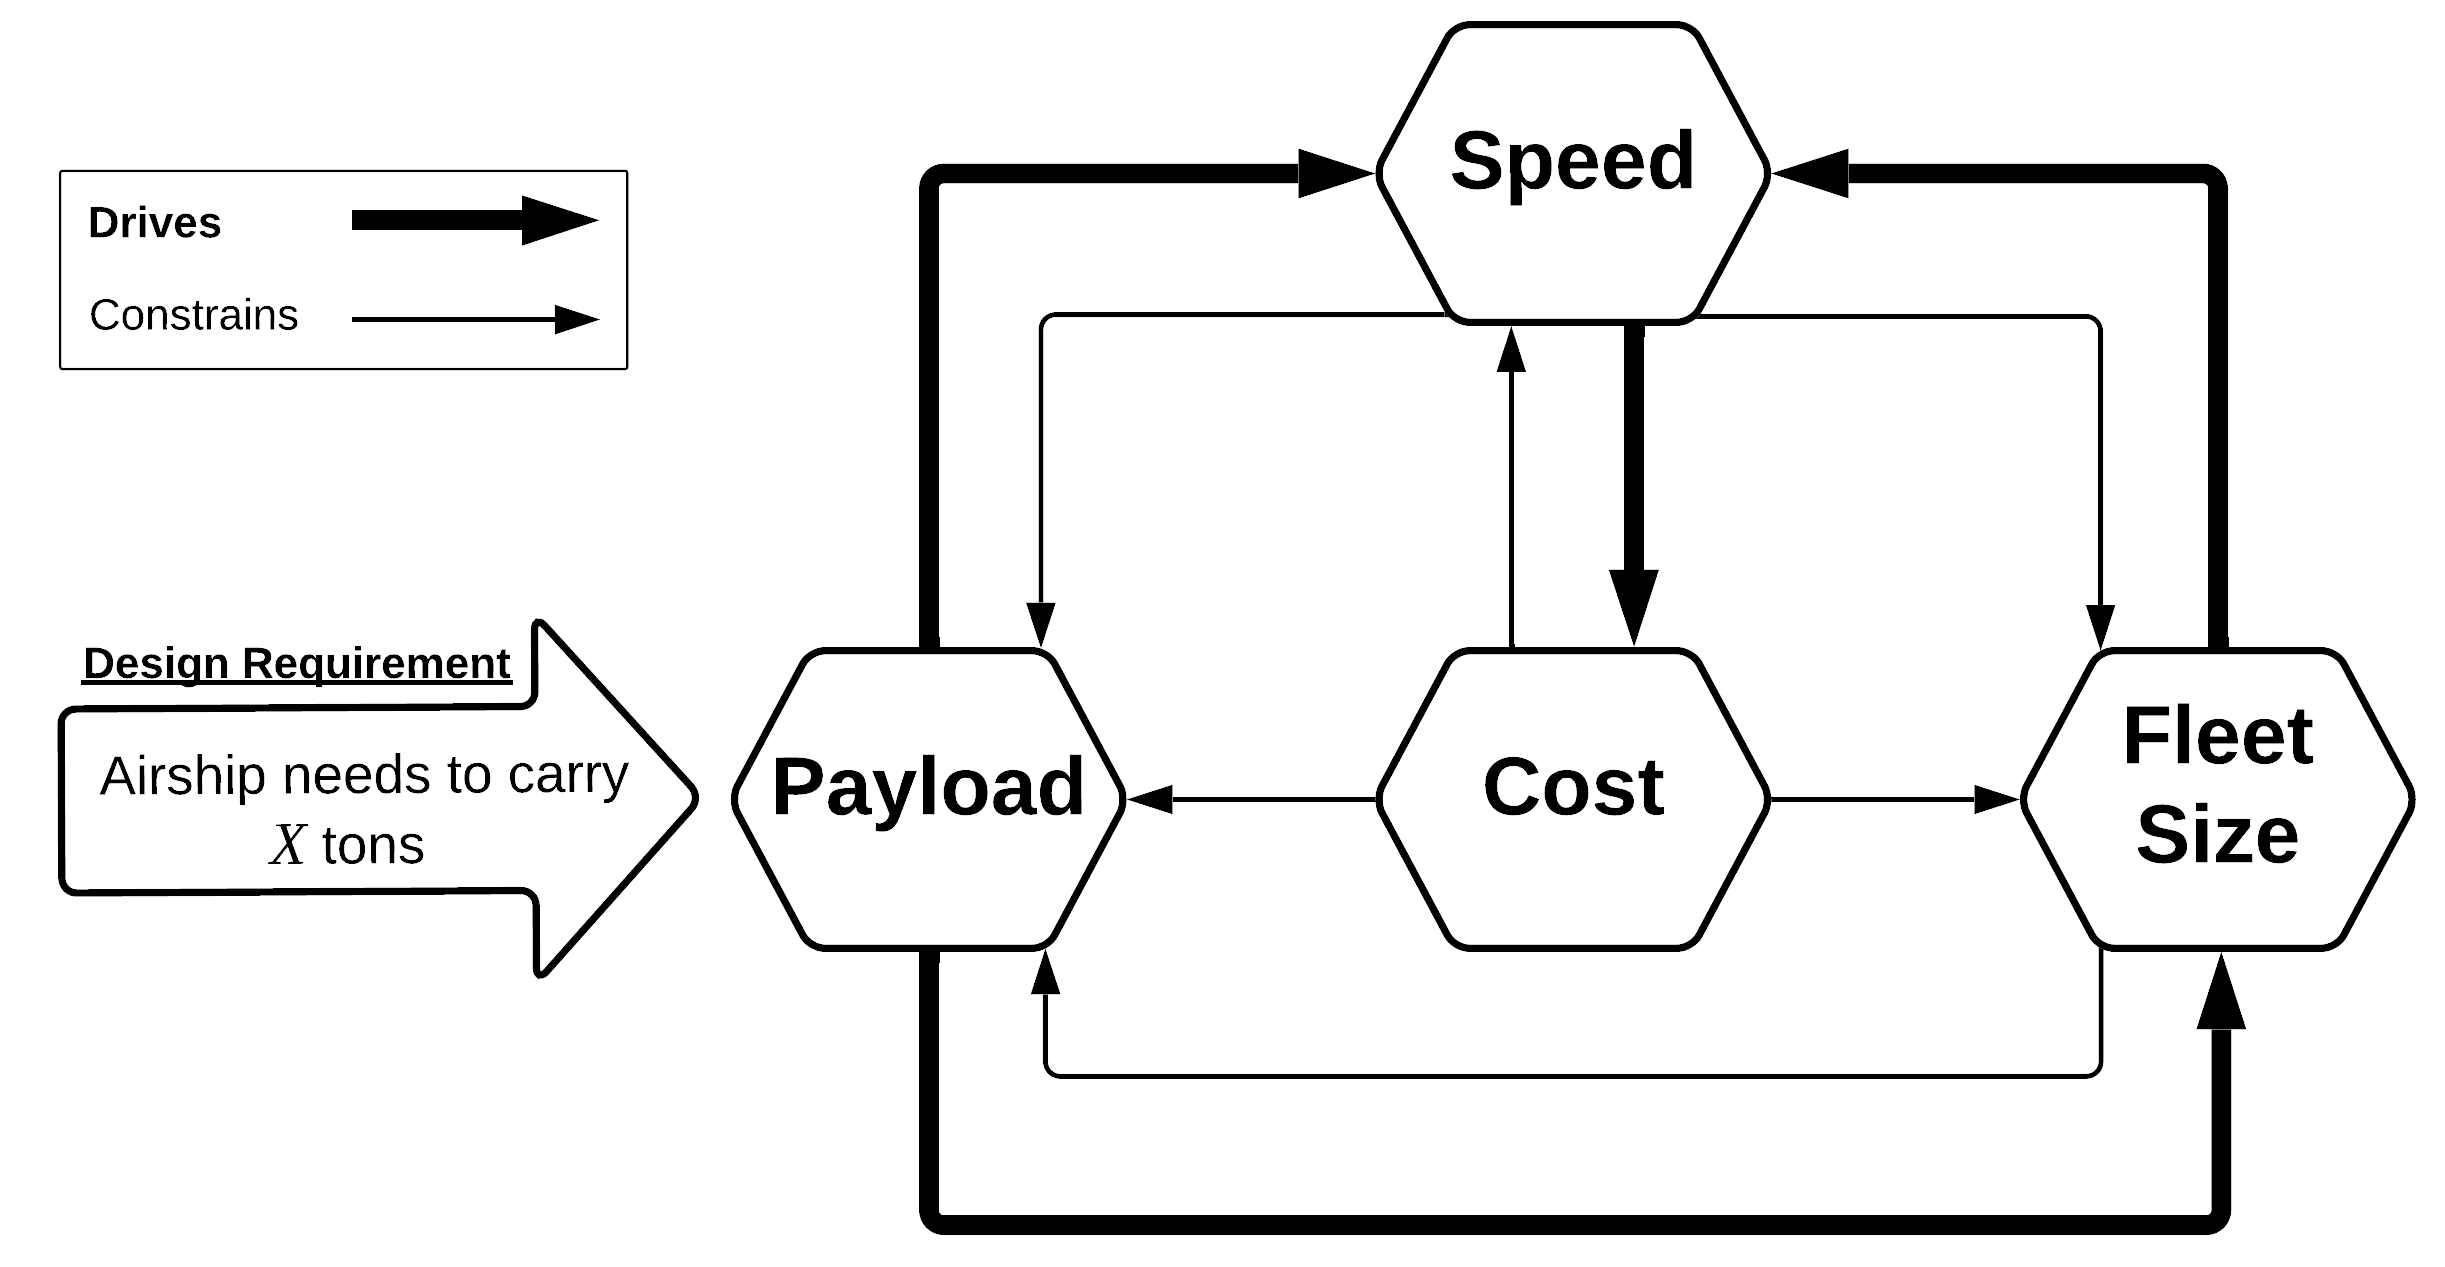 Speed
Drives
Constrains
Design Requirement
Airship needs to carry
X tons
Payload
Cost
Fleet
Size